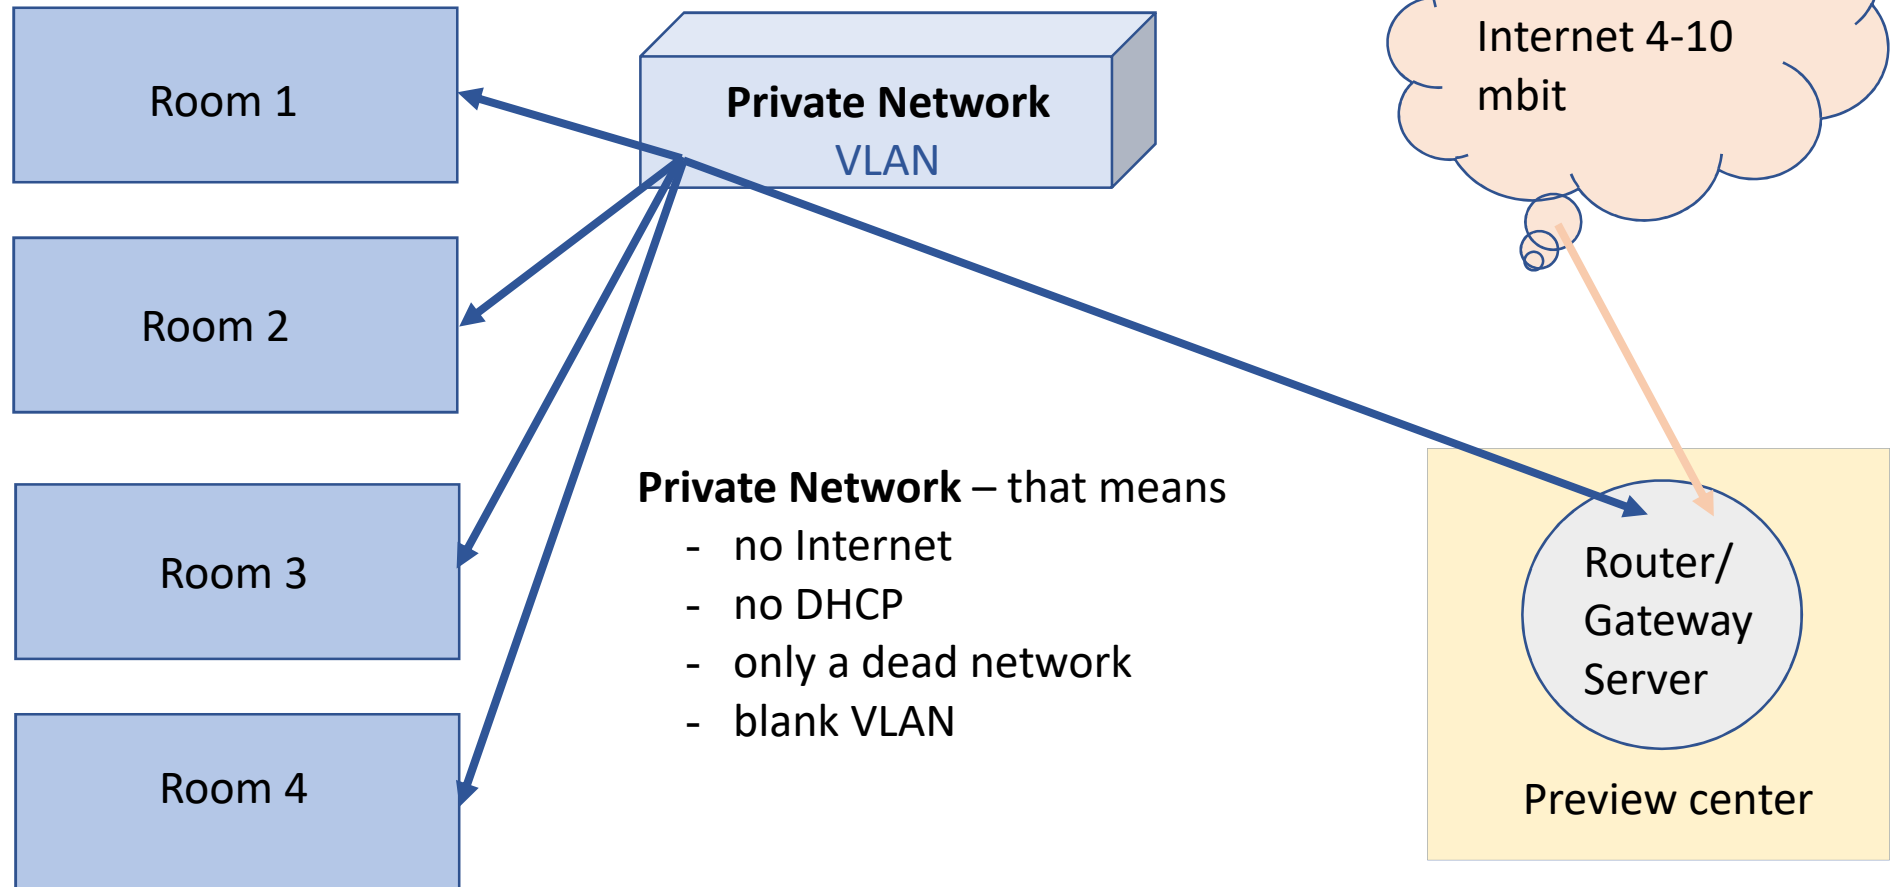 Room 1
Private Network
VLAN
Internet 4-10
mbit
Room 2
Room 3
Room 4
Private Network – that means
- no Internet
- no DHCP
- only a dead network
- blank VLAN
Router/
Gateway
Server
Preview center